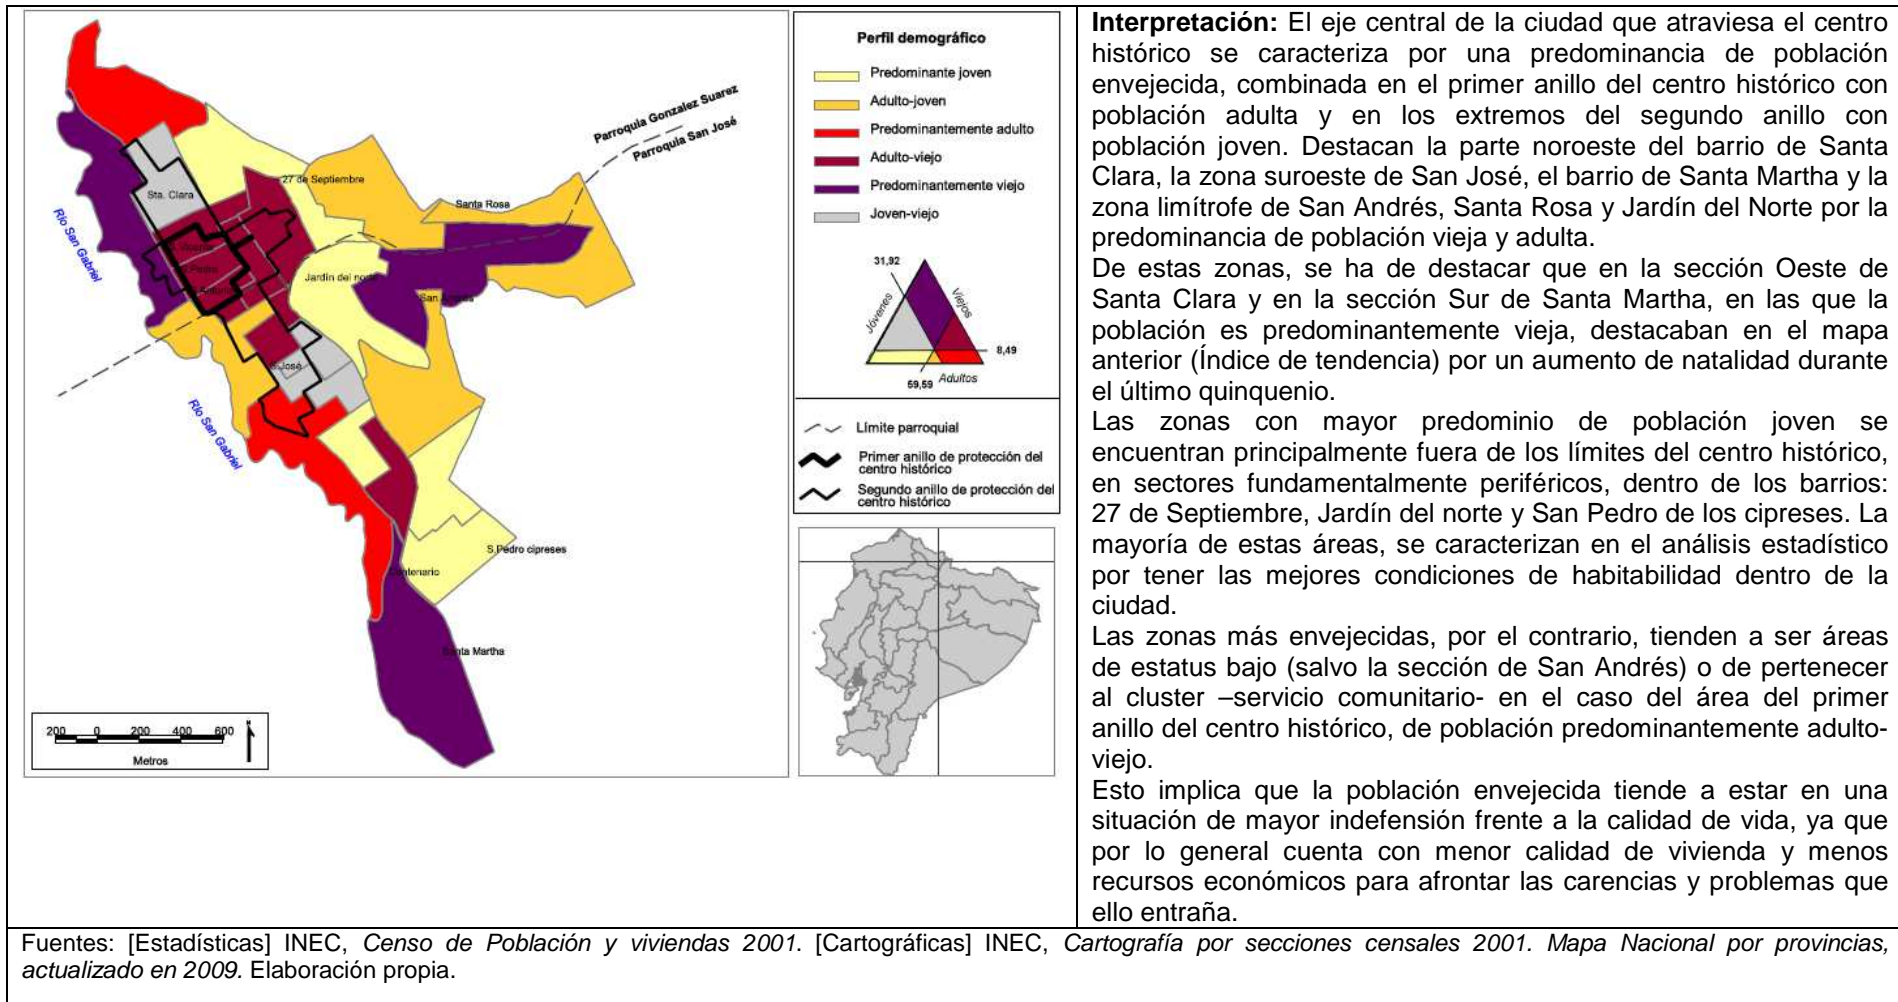 Parroquia Gonzalez Suarez
Parroquia San José
27 de Septiembre
Sta. Clara
Santa Rosa
Río San Gabriel
Jardín del norte
San Andrés
José
Río San Gabriel
S.Pedro cipreses
Santa Martha
200 0 200 400 600
N
Metros
Perfil demográfico
Predominante joven
Adulto-joven
Predominantemente adulto
Adulto-viejo
Predominantemente viejo
Joven-viejo
31,92
Jóvenes
Viejos
8,49
59,59
Adultos
Límite parroquial
Primer anillo de protección del
centro histórico
Segundo anillo de protección del
centro histórico
Interpretación: El eje central de la ciudad que atraviesa el centro
histórico se caracteriza por una predominancia de población
envejecida, combinada en el primer anillo del centro histórico con
población adulta y en los extremos del segundo anillo con
población joven. Destacan la parte noroeste del barrio de Santa
Clara, la zona suroeste de San José, el barrio de Santa Martha y la
zona limítrofe de San Andrés, Santa Rosa y Jardín del Norte por la
predominancia de población vieja y adulta.
De estas zonas, se ha de destacar que en la sección Oeste de
Santa Clara y en la sección Sur de Santa Martha, en las que la
población es predominantemente vieja, destacaban en el mapa
anterior (Índice de tendencia) por un aumento de natalidad durante
el último quinquenio.
Las zonas con mayor predominio de población joven se
encuentran principalmente fuera de los límites del centro histórico,
en sectores fundamentalmente periféricos, dentro de los barrios:
27 de Septiembre, Jardín del norte y San Pedro de los cipreses. La
mayoría de estas áreas, se caracterizan en el análisis estadístico
por tener las mejores condiciones de habitabilidad dentro de la
ciudad.
Las zonas más envejecidas, por el contrario, tienden a ser áreas
de estatus bajo (salvo la sección de San Andrés) o de pertenecer
al cluster –servicio comunitario- en el caso del área del primer
anillo del centro histórico, de población predominantemente adulto-
viejo.
Esto implica que la población envejecida tiende a estar en una
situación de mayor indefensión frente a la calidad de vida, ya que
por lo general cuenta con menor calidad de vivienda y menos
recursos económicos para afrontar las carencias y problemas que
ello entraña.
Fuentes: [Estadísticas] INEC, Censo de Población y viviendas 2001. [Cartográficas] INEC, Cartografía por secciones censales 2001. Mapa Nacional por provincias,
actualizado en 2009. Elaboración propia.